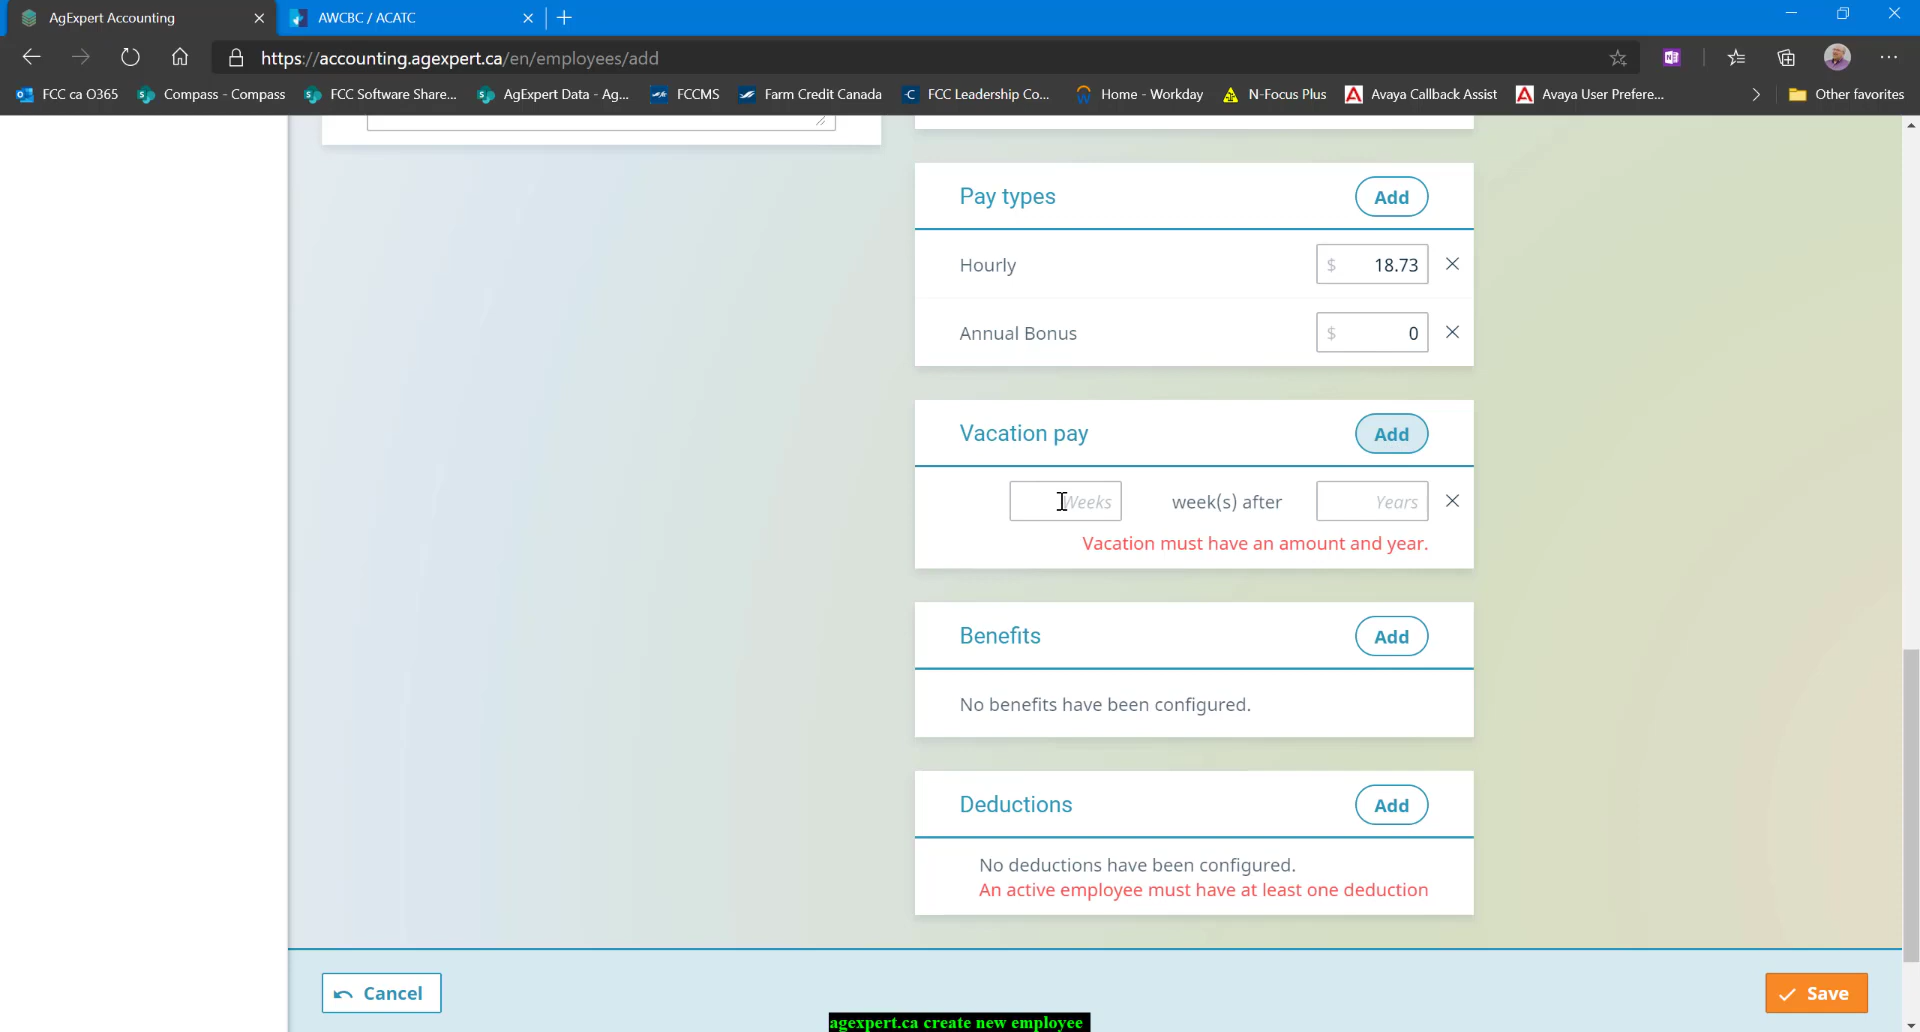 AgExpert Accounting
AWCBC / ACATC
https://accounting.agexpert.ca/en/employees/add
FCC ca O365
Compass - Compass
FCC Software Share...
AgExpert Data - Ag...
FCCMS
Farm Credit Canada
FCC Leadership Co...
Home - Workday
N-Focus Plus
Avaya Callback Assist
Avaya User Prefere...
Other favorites
Pay types
Add
Hourly
$ 18.73
Annual Bonus
$ 0
Vacation pay
Add
Weeks week(s) after Years
Vacation must have an amount and year.
Benefits
Add
No benefits have been configured.
Deductions
Add
No deductions have been configured.
An active employee must have at least one deduction
Cancel
Save
agexpert.ca create new employee